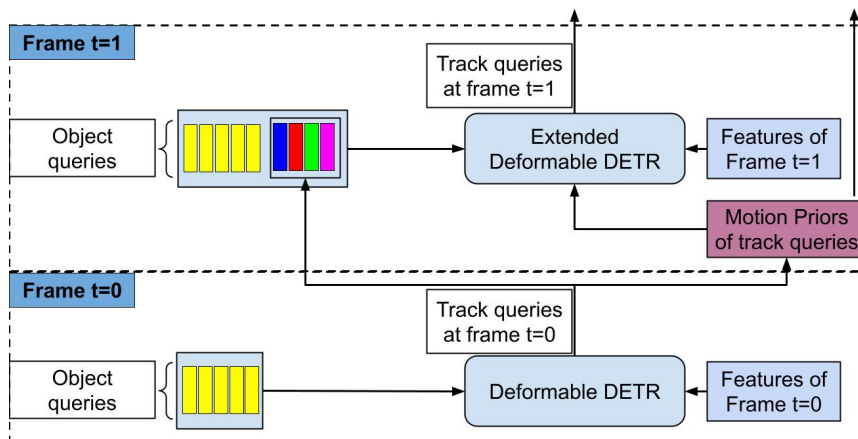 Frame t=1
Track queries
at frame t=1
Object
queries
Extended
Deformable DETR
Features of
Frame t=1
Motion Priors
of track queries
Frame t=0
Track queries
at frame t=0
Object
queries
Deformable DETR
Features of
Frame t=0